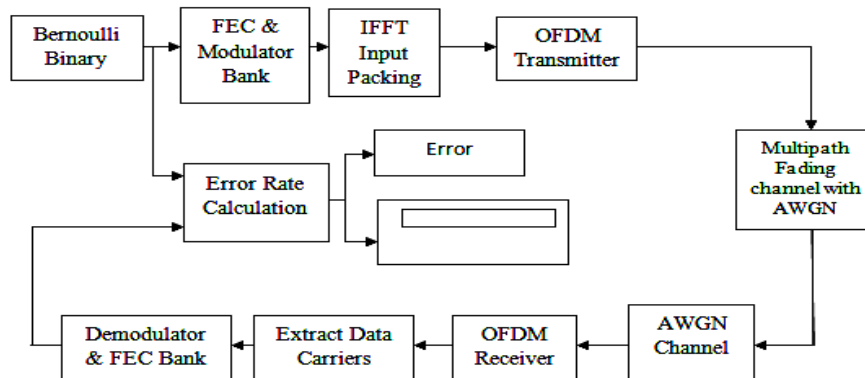 Bernoulli
Binary
FEC &
Modulator
Bank
IFFT
Input
Packing
OFDM
Transmitter
Multipath
Fading
channel with
AWGN
Error Rate
Calculation
Error
Demodulator
& FEC Bank
Extract Data
Carriers
OFDM
Receiver
AWGN
Channel